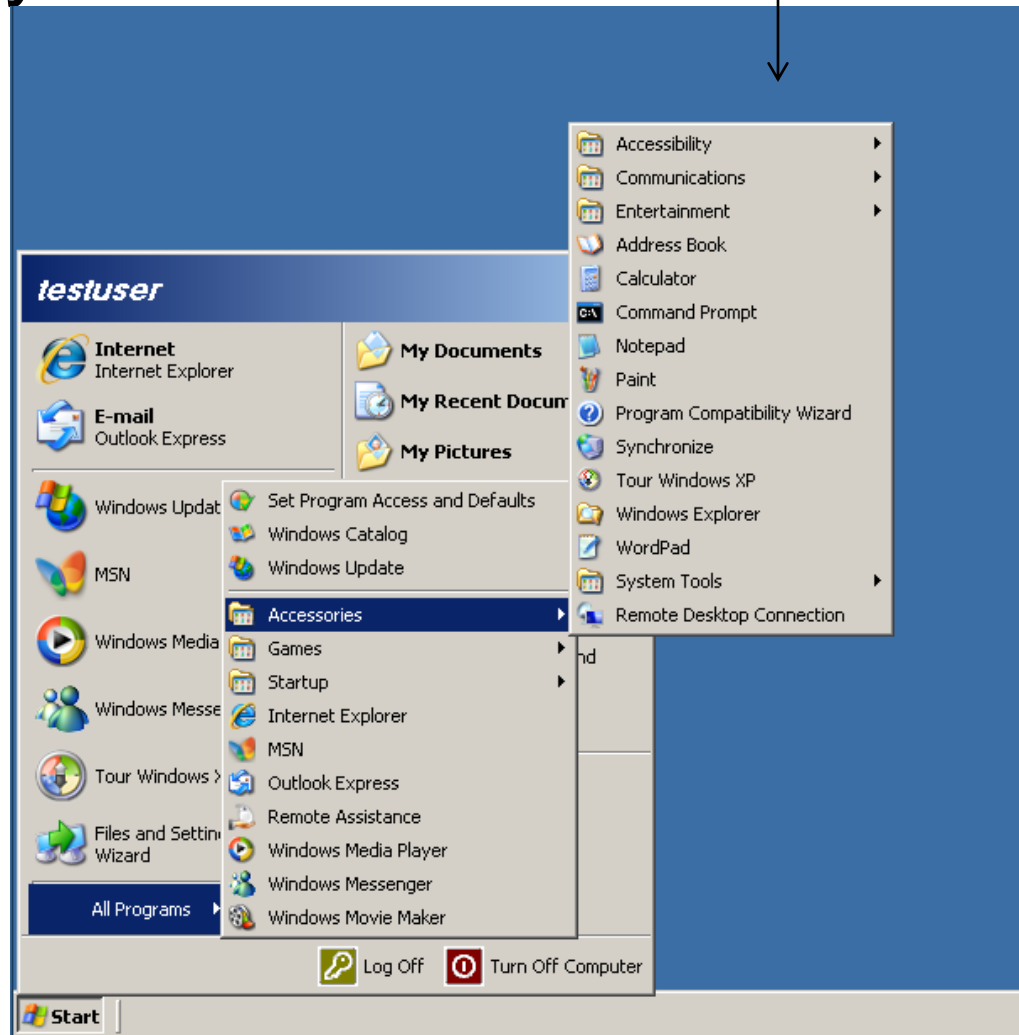 testuser
Internet
Internet Explorer
E-mail
Outlook Express
Windows Updat
MSN
Windows Media
Windows Messe
Tour Windows
Files and Settin
Wizard
All Programs
My Documents
My Recent Docum
My Pictures
nd
Set Program Access and Defaults
Windows Catalog
Windows Update
Accessories
Games
Startup
Internet Explorer
MSN
Outlook Express
Remote Assistance
Windows Media Player
Windows Messenger
Windows Movie Maker
Accessibility
Communications
Entertainment
Address Book
Calculator
C:\
Command Prompt
Notepad
Paint
Program Compatibility Wizard
Synchronize
Tour Windows XP
Windows Explorer
WordPad
System Tools
Remote Desktop Connection
Log Off
Turn Off Computer
Start